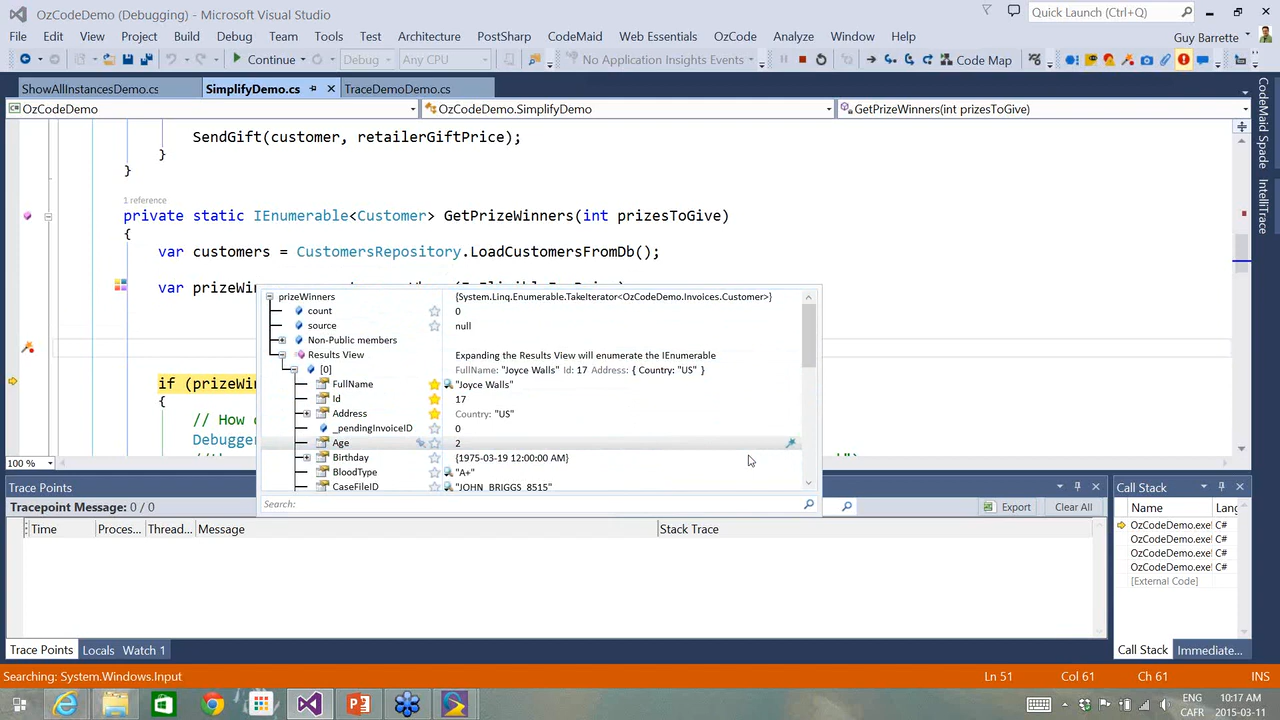 OzCodeDemo (Debugging) - Microsoft Visual Studio
Quick Launch (Ctrl+Q)
File Edit View Project Build Debug Team Tools Test Architecture PostSharp CodeMaid Web Essentials OzCode Analyze Window Help
Guy Barrette
Continue Debug Any CPU No Application Insights Events Code Map
ShowAllInstancesDemo.cs SimplifyDemo.cs TraceDemoDemo.cs
OzCodeDemo OzCodeDemo.SimplifyDemo GetPrizeWinners(int prizesToGive)
SendGift(customer, retailerGiftPrice);
}
}
1 reference
private static IEnumerable<Customer> GetPrizeWinners(int prizesToGive)
{
var customers = CustomersRepository.LoadCustomersFromDb();
var prizeWin
prizeWinners {System.Linq.Enumerable.TakeIterator<OzCodeDemo.Invoices.Customer>}
count 0
source null
Non-Public members
Results View Expanding the Results View will enumerate the IEnumerable
[0] FullName: "Joyce Walls" Id: 17 Address: { Country: "US" }
if (prizeWin
FullName "Joyce Walls"
Id 17
{
Address Country: "US"
// How
_pendingInvoiceID 0
Debugge
Age 2
Birthday {1975-03-19 12:00:00 AM}
BloodType "A+"
CaseFileID "JOHN_BRIGGS_8515"
Search:
100 %
CodeMaid Spade
IntelliTrace
Trace Points
Tracepoint Message: 0 / 0
Export Clear All
Time Proces... Thread... Message Stack Trace
Trace Points Locals Watch 1
Call Stack
Name Lang
OzCodeDemo.exe! C#
OzCodeDemo.exe! C#
OzCodeDemo.exe! C#
OzCodeDemo.exe! C#
[External Code]
Call Stack Immediate...
Searching: System.Windows.Input
Ln 51 Col 61 Ch 61 INS
ENG
CAFR
10:17 AM
2015-03-11